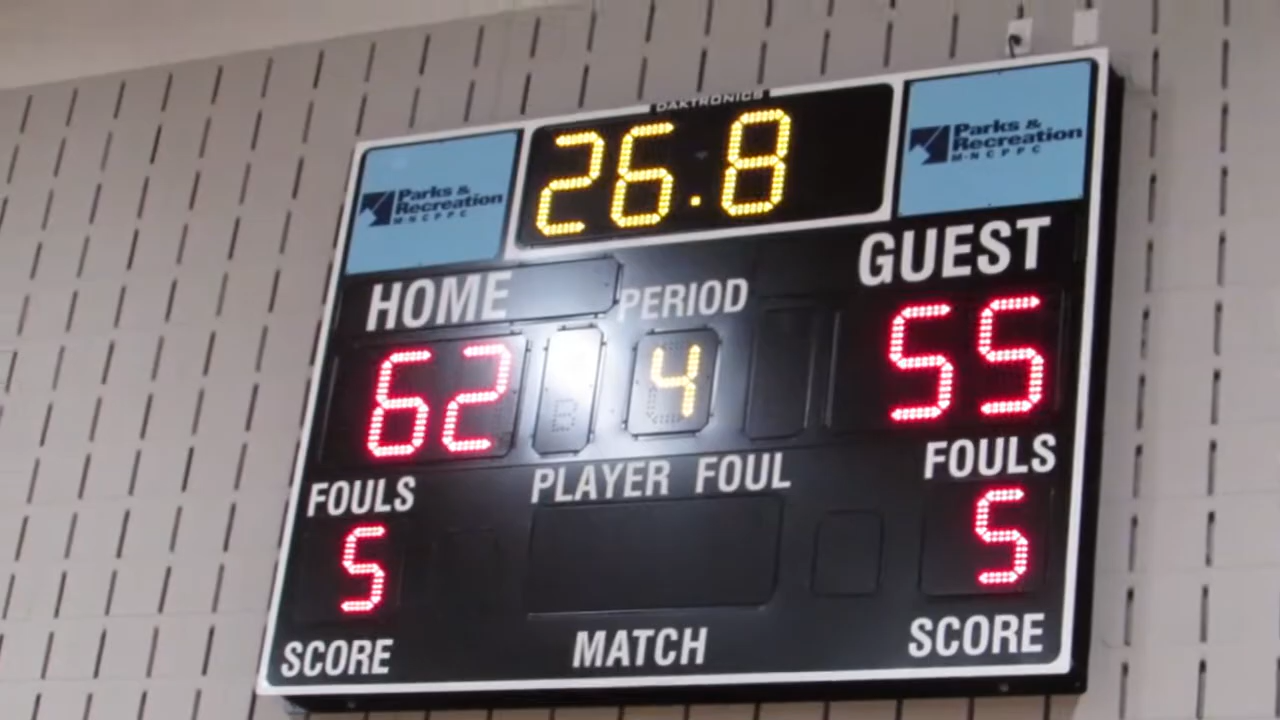 DAKTRONICS
Parks &
Recreation
M-NCPPC
26.8
Parks &
Recreation
M-NCPPC
HOME
PERIOD
GUEST
62
4
55
FOULS
PLAYER FOUL
FOULS
5
5
SCORE
MATCH
SCORE